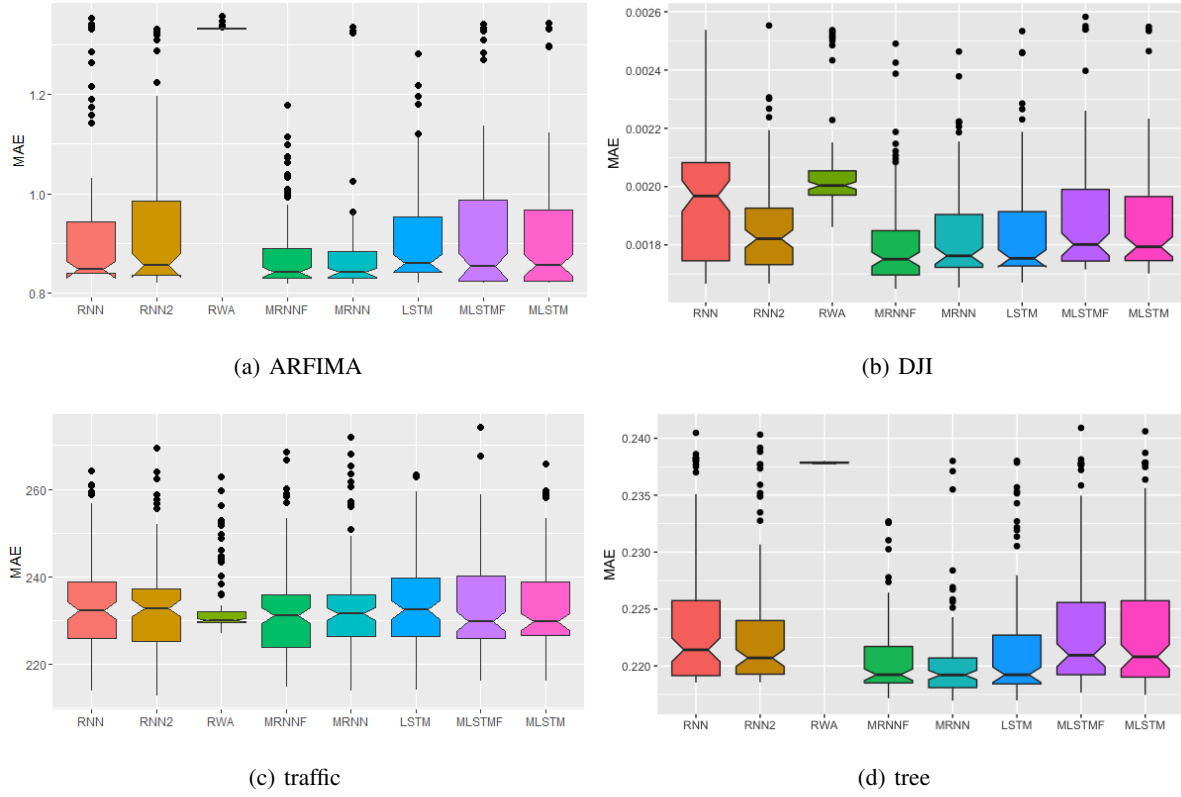 MAE
1.2
1.0
0.8
RNN RNN2 RWA MRNNF MRNN LSTM MLSTMF MLSTM
(a) ARFIMA
MAE
0.0026
0.0024
0.0022
0.0020
0.0018
RNN RNN2 RWA MRNNF MRNN LSTM MLSTMF MLSTM
(b) DJI
MAE
260
240
220
RNN RNN2 RWA MRNNF MRNN LSTM MLSTMF MLSTM
(c) traffic
MAE
0.240
0.235
0.230
0.225
0.220
RNN RNN2 RWA MRNNF MRNN LSTM MLSTMF MLSTM
(d) tree